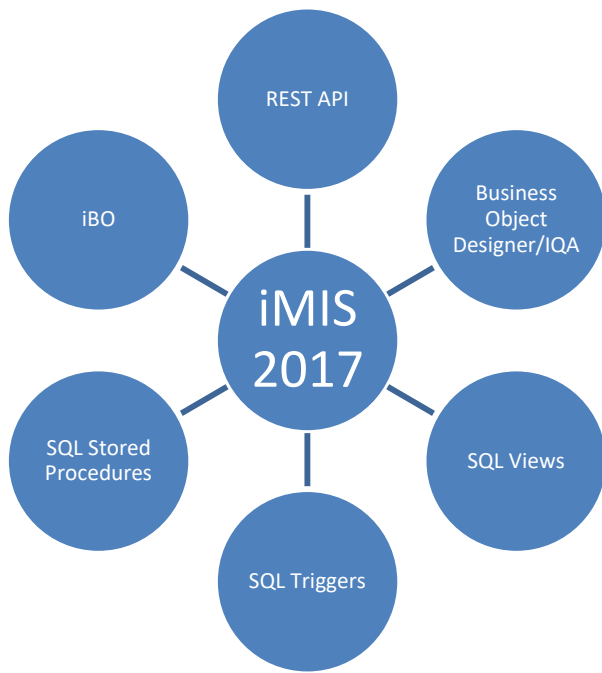 REST API
iBO
Business
Object
Designer/IQA
iMIS
2017
SQL Stored
Procedures
SQL Views
SQL Triggers